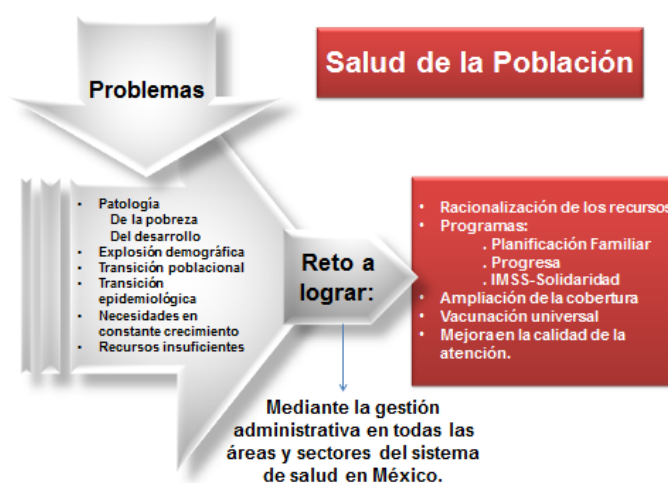 Salud de la Población
Problemas
• Patología
De la pobreza
Del desarrollo
• Explosión demográfica
• Transición poblacional
• Transición
epidemiológica
• Necesidades en
constante crecimiento
• Recursos insuficientes
Reto a
lograr:
• Racionalización de los recursos
• Programas:
. Planificación Familiar
. Progresa
. IMSS-Solidaridad
• Ampliación de la cobertura
• Vacunación universal
• Mejora en la calidad de la
atención.
Mediante la gestión
administrativa en todas las
áreas y sectores del sistema
de salud en México.